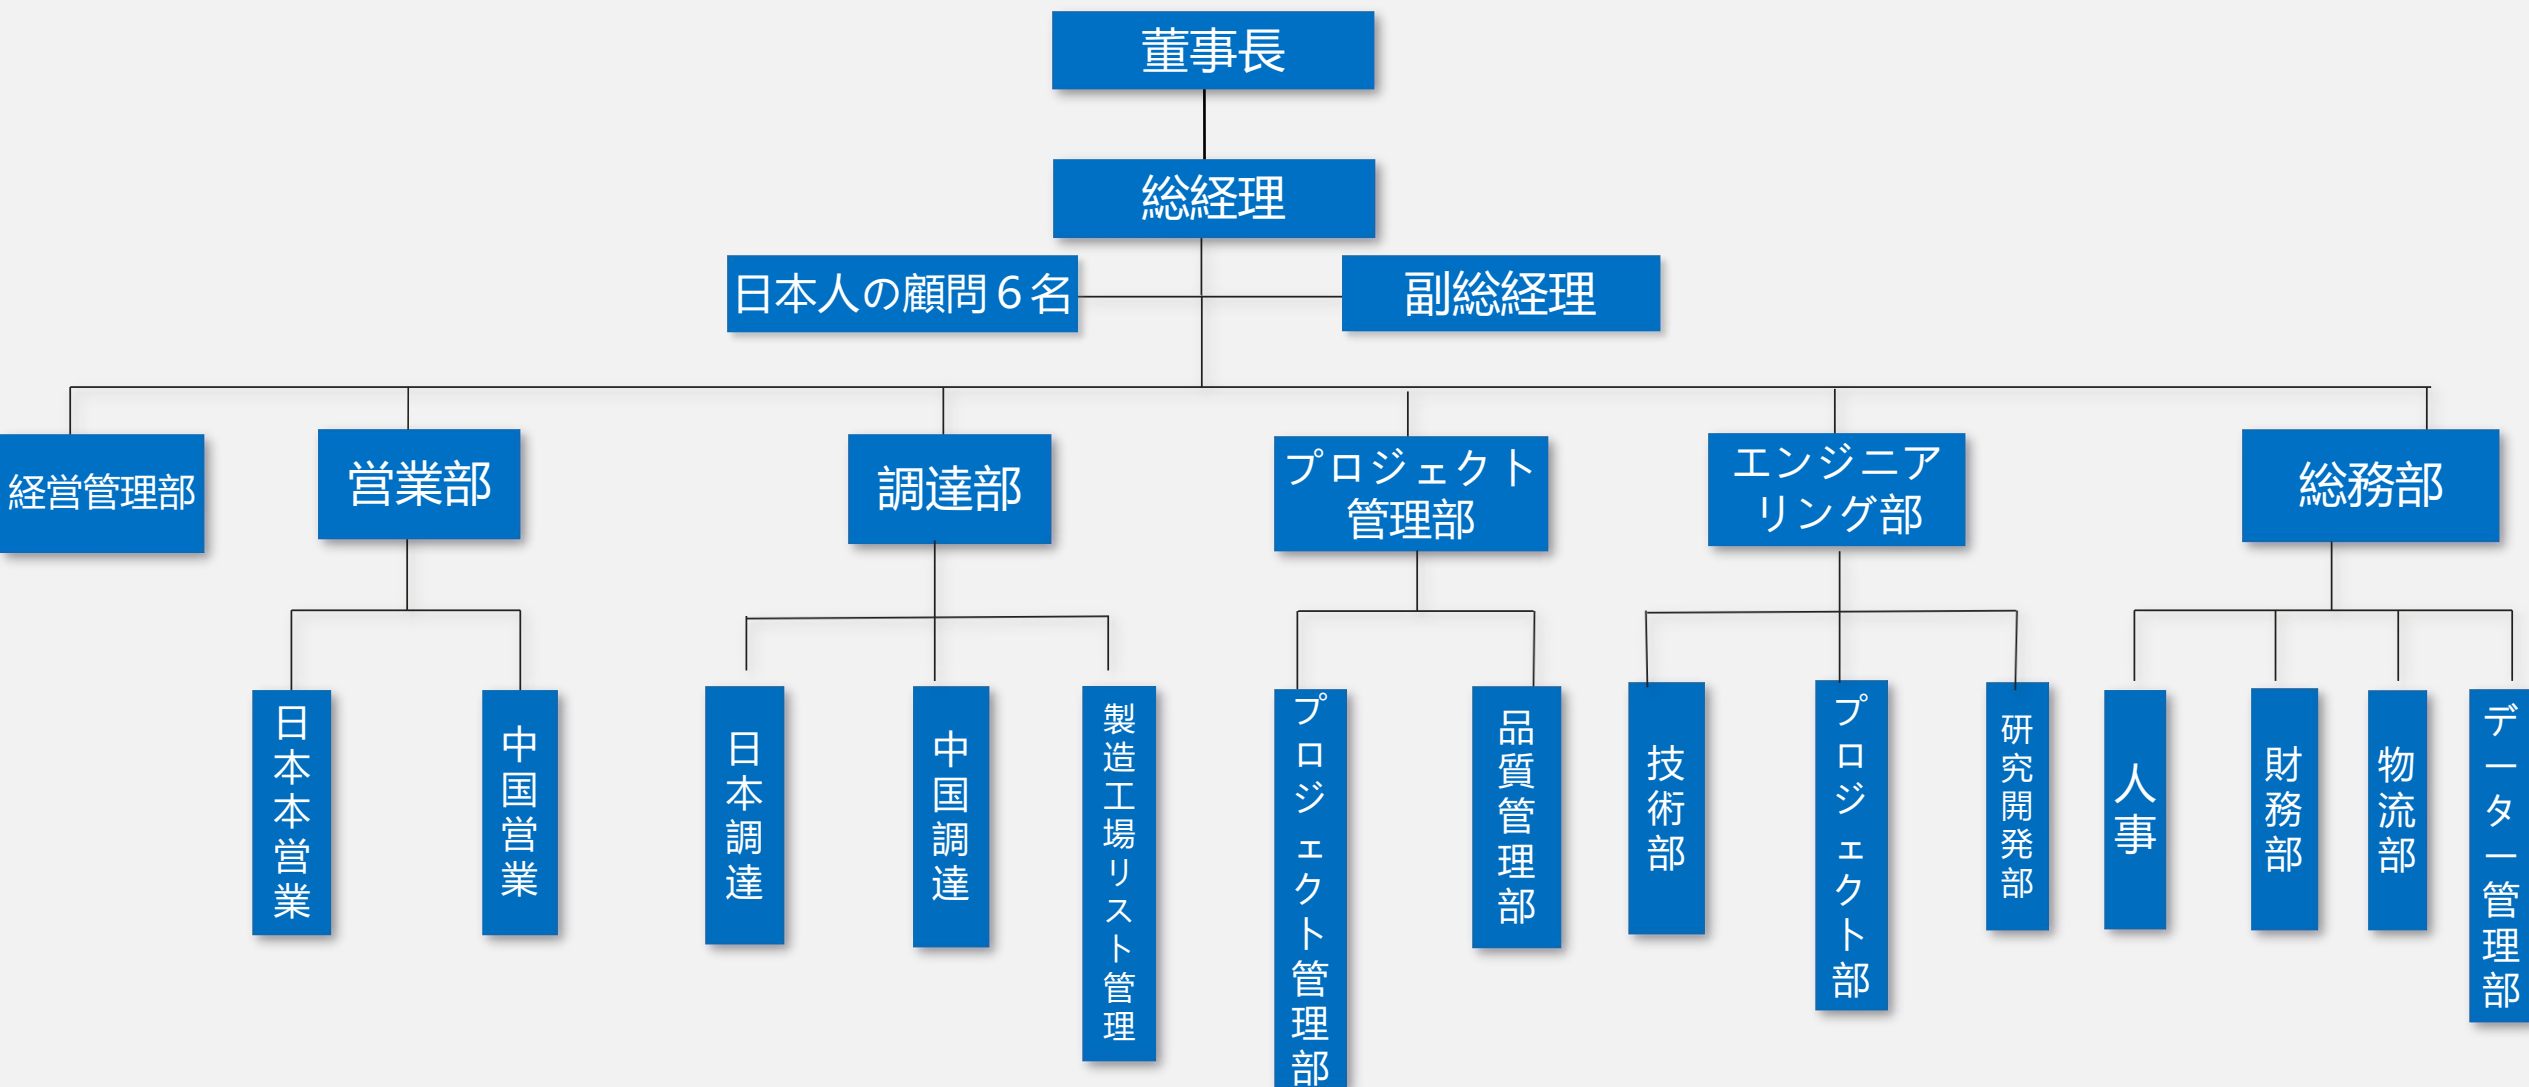 董事長
総経理
日本人の顧問６名
副総経理
経営管理部
営業部
調達部
プロジェクト
管理部
エンジニア
リング部
総務部
日本本営業
中国営業
日本調達
中国調達
製造工場リスト管理
プロジェクト管理部
品質管理部
技術部
プロジェクト部
研究開発部
人事
財務部
物流部
データー管理部